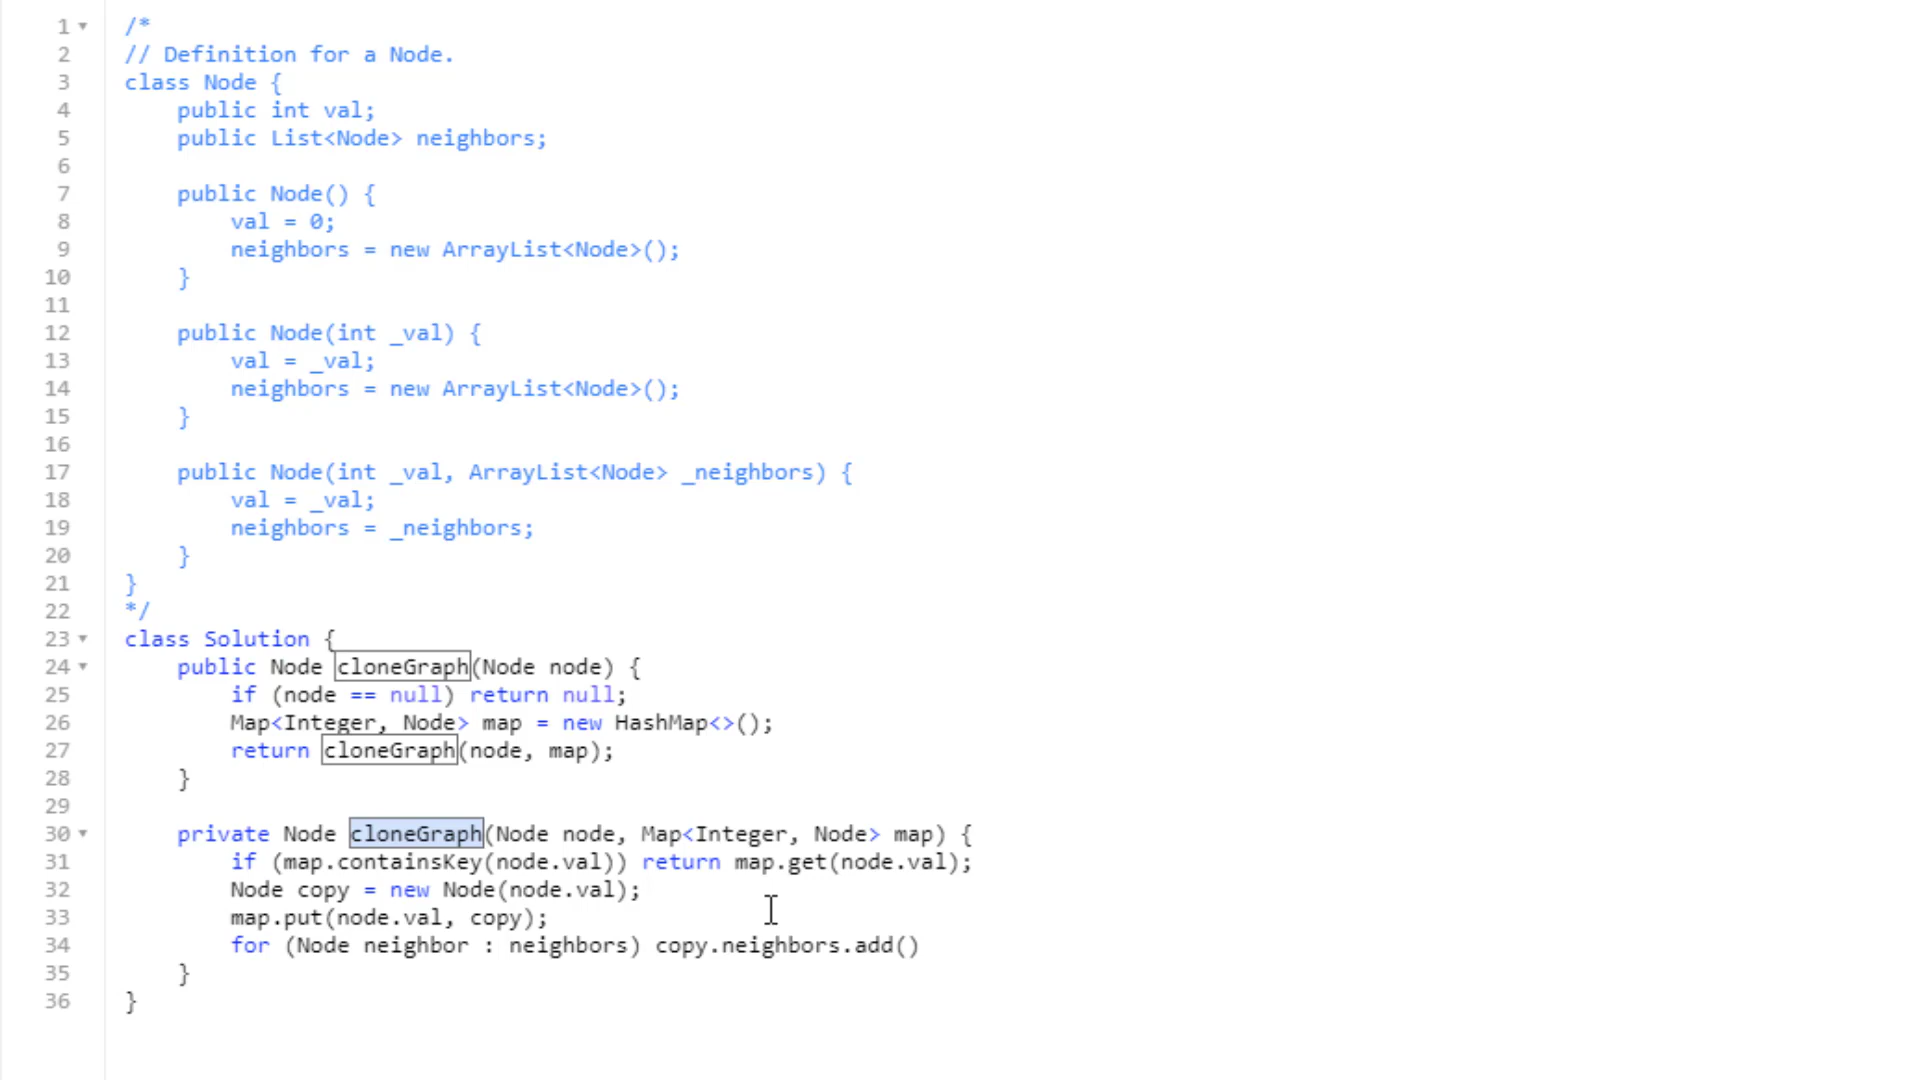 1 /*
2 // Definition for a Node.
3 class Node {
4     public int val;
5     public List<Node> neighbors;
6
7     public Node() {
8         val = 0;
9         neighbors = new ArrayList<Node>();
10     }
11
12     public Node(int _val) {
13         val = _val;
14         neighbors = new ArrayList<Node>();
15     }
16
17     public Node(int _val, ArrayList<Node> _neighbors) {
18         val = _val;
19         neighbors = _neighbors;
20     }
21 }
22 */
23 class Solution {
24     public Node cloneGraph(Node node) {
25         if (node == null) return null;
26         Map<Integer, Node> map = new HashMap<>();
27         return cloneGraph(node, map);
28     }
29
30     private Node cloneGraph(Node node, Map<Integer, Node> map) {
31         if (map.containsKey(node.val)) return map.get(node.val);
32         Node copy = new Node(node.val);
33         map.put(node.val, copy);
34         for (Node neighbor : neighbors) copy.neighbors.add()
35     }
36 }